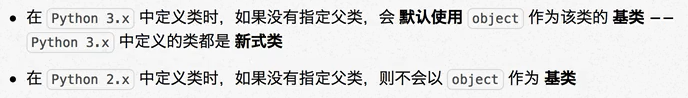 • 在 Python 3.x 中定义类时，如果没有指定父类，会 默认使用 object 作为该类的 基类 ——
Python 3.x 中定义的类都是 新式类
• 在 Python 2.x 中定义类时，如果没有指定父类，则不会以 object 作为 基类